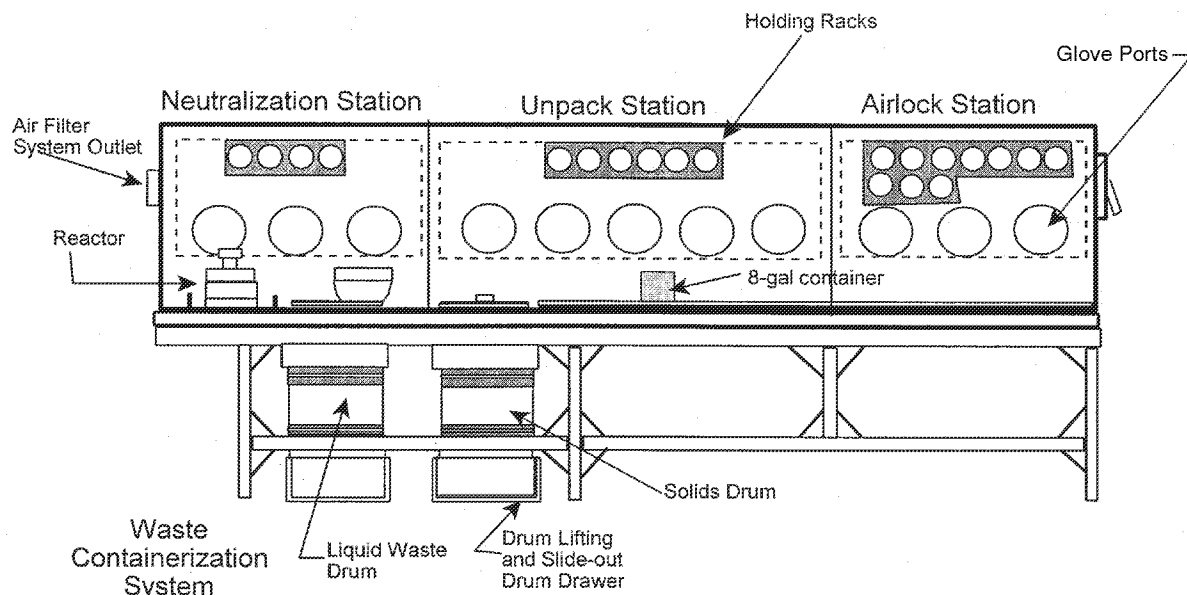 Holding Racks
Glove Ports
Neutralization Station
Unpack Station
Airlock Station
Air Filter
System Outlet
Reactor
8-gal container
Solids Drum
Waste
Containerization
System
Liquid Waste
Drum
Drum Lifting
and Slide-out
Drum Drawer